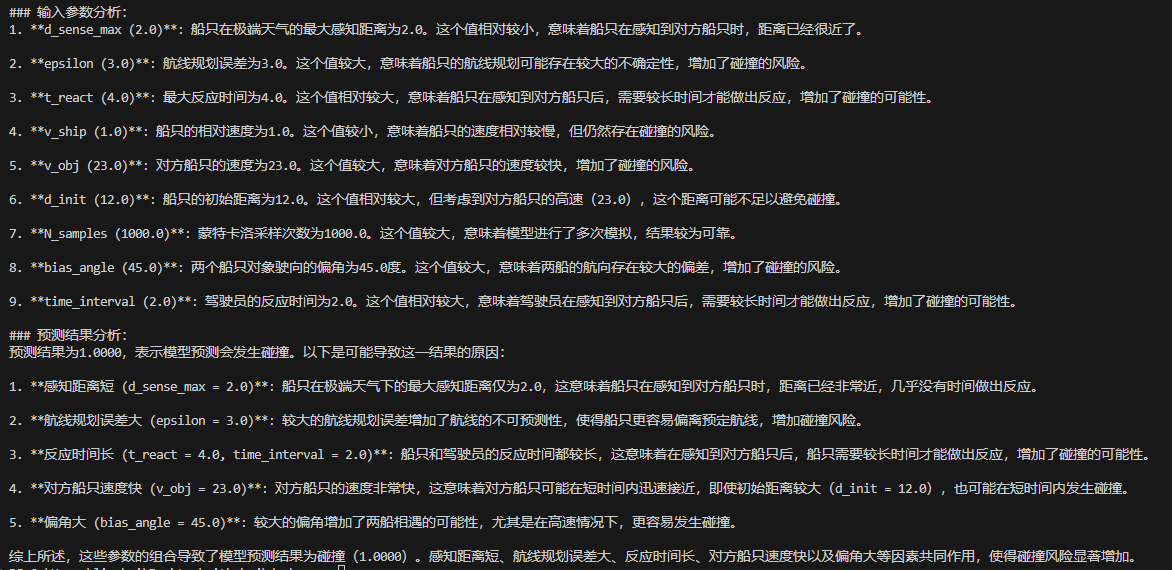 ### 输入参数分析:
1. **d_sense_max (2.0)**: 船只在极端天气的最大感知距离为2.0。这个值相对较小，意味着船只在感知到对方船只时，距离已经很近了。
2. **epsilon (3.0)**: 航线规划误差为3.0。这个值较大，意味着船只的航线规划可能存在较大的不确定性，增加了碰撞的风险。
3. **t_react (4.0)**: 最大反应时间为4.0。这个值相对较大，意味着船只在感知到对方船只后，需要较长时间才能做出反应，增加了碰撞的可能性。
4. **v_ship (1.0)**: 船只的相对速度为1.0。这个值较小，意味着船只的速度相对较慢，但仍然存在碰撞的风险。
5. **v_obj (23.0)**: 对方船只的速度为23.0。这个值较大，意味着对方船只的速度较快，增加了碰撞的风险。
6. **d_init (12.0)**: 船只的初始距离为12.0。这个值相对较大，但考虑到对方船只的高速（23.0），这个距离可能不足以避免碰撞。
7. **N_samples (1000.0)**: 蒙特卡洛采样次数为1000.0。这个值较大，意味着模型进行了多次模拟，结果较为可靠。
8. **bias_angle (45.0)**: 两个船只对象驶向的偏角为45.0度。这个值较大，意味着两船的航向存在较大的偏差，增加了碰撞的风险。
9. **time_interval (2.0)**: 驾驶员的反应时间为2.0。这个值相对较大，意味着驾驶员在感知到对方船只后，需要较长时间才能做出反应，增加了碰撞的可能性。
### 预测结果分析:
预测结果为1.0000，表示模型预测会发生碰撞。以下是可能导致这一结果的原因:
1. **感知距离短 (d_sense_max = 2.0)**: 船只在极端天气下的最大感知距离仅为2.0，这意味着船只在感知到对方船只时，距离已经非常近，几乎没有时间做出反应。
2. **航线规划误差大 (epsilon = 3.0)**: 较大的航线规划误差增加了航线的不可预测性，使得船只更容易偏离预定航线，增加碰撞风险。
3. **反应时间长 (t_react = 4.0, time_interval = 2.0)**: 船只和驾驶员的反应时间都较长，这意味着在感知到对方船只后，船只需要较长时间才能做出反应，增加了碰撞的可能性。
4. **对方船只速度快 (v_obj = 23.0)**: 对方船只的速度非常快，这意味着对方船只可能在短时间内迅速接近，即使初始距离较大（d_init = 12.0），也可能在短时间内发生碰撞。
5. **偏角大 (bias_angle = 45.0)**: 较大的偏角增加了两船相遇的可能性，尤其是在高速情况下，更容易发生碰撞。
综上所述，这些参数的组合导致了模型预测结果为碰撞（1.0000）。感知距离短、航线规划误差大、反应时间长、对方船只速度快以及偏角大等因素共同作用，使得碰撞风险显著增加。